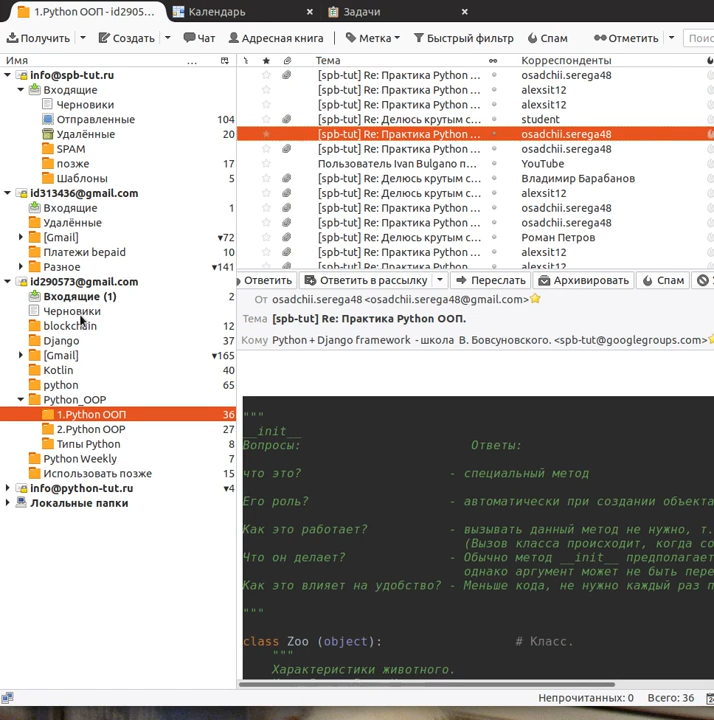 1.Python ООП - id2905...
Календарь
Задачи
Получить
Создать
Чат
Адресная книга
Метка
Быстрый фильтр
Спам
Отметить
Поис
Имя
...
Тема
Корреспонденты
info@spb-tut.ru
Входящие
Черновики
Отправленные 104
Удалённые 20
SPAM
позже 17
Шаблоны 5
id313436@gmail.com
Входящие 1
Удалённые
[Gmail] ▾72
Платежи bepaid 10
Разное ▾141
id290573@gmail.com
Входящие (1) 2
Черновики
blockchain 12
Django 37
[Gmail] ▾165
Kotlin 40
python 65
Python_OOP
1.Python ООП 36
2.Python OOP 27
Типы Python 8
Python Weekly 7
Использовать позже 15
info@python-tut.ru ▾4
Локальные папки
[spb-tut] Re: Практика Python ... osadchii.serega48
[spb-tut] Re: Практика Python ... alexsit12
[spb-tut] Re: Практика Python ... alexsit12
[spb-tut] Re: Делюсь крутым с... student
[spb-tut] Re: Практика Python ... osadchii.serega48
[spb-tut] Re: Практика Python ... osadchii.serega48
Пользователь Ivan Bulgano п... YouTube
[spb-tut] Re: Делюсь крутым с... Владимир Барабанов
[spb-tut] Re: Практика Python ... alexsit12
[spb-tut] Re: Практика Python ... osadchii.serega48
[spb-tut] Re: Практика Python ... osadchii.serega48
[spb-tut] Re: Делюсь крутым с... Роман Петров
[spb-tut] Re: Практика Python ... alexsit12
[spb-tut] Re: Практика Python ... alexsit12
Ответить
Ответить в рассылку
Переслать
Архивировать
Спам
От osadchii.serega48 <osadchii.serega48@gmail.com>
Тема [spb-tut] Re: Практика Python ООП.
Кому Python + Django framework - школа В. Бовсуновского. <spb-tut@googlegroups.com>
"""
__init__
Вопросы: Ответы:
что это? - специальный метод
Его роль? - автоматически при создании объекта
Как это работает? - вызывать данный метод не нужно, т.
(Вызов класса происходит, когда со
Что он делает? - Обычно метод __init__ предполагает
однако аргумент может не быть пере
Как это влияет на удобство? - Меньше кода, не нужно каждый раз п
"""
class Zoo (object): # Класс.
"""
Характеристики животного.
Непрочитанных: 0 Всего: 36